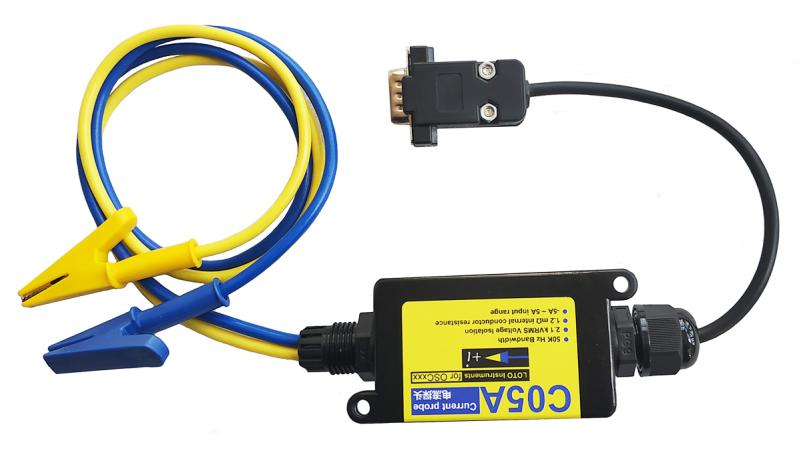 C05A
Current probe
电流探头
LOTO Instruments
for OSCxxx
+i
50K Hz Bandwidth
2.1 kVRMS Voltage Isolation
1.2 mΩ internal conductor resistance
-5A ~ 5A input range